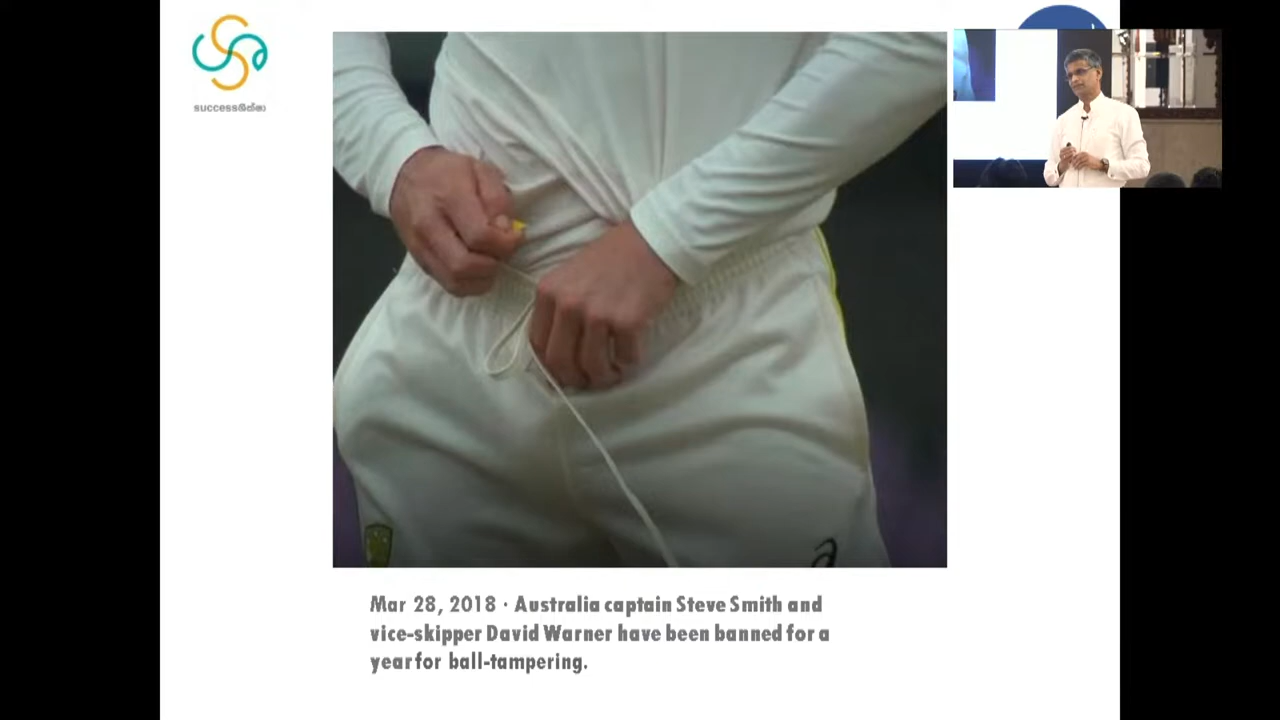 successශික්ෂා
Mar 28, 2018 · Australia captain Steve Smith and
vice-skipper David Warner have been banned for a
year for ball-tampering.